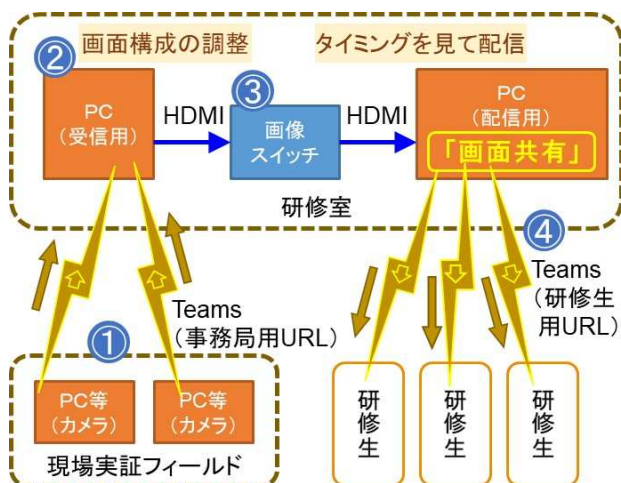 画面構成の調整
タイミングを見て配信
②
PC
(受信用)
HDMI
③
画像
スイッチ
HDMI
PC
(配信用)
「画面共有」
研修室
①
Teams
(事務局用URL)
④
Teams
(研修生
用URL)
PC等
(カメラ)
PC等
(カメラ)
現場実証フィールド
研修生
研修生
研修生